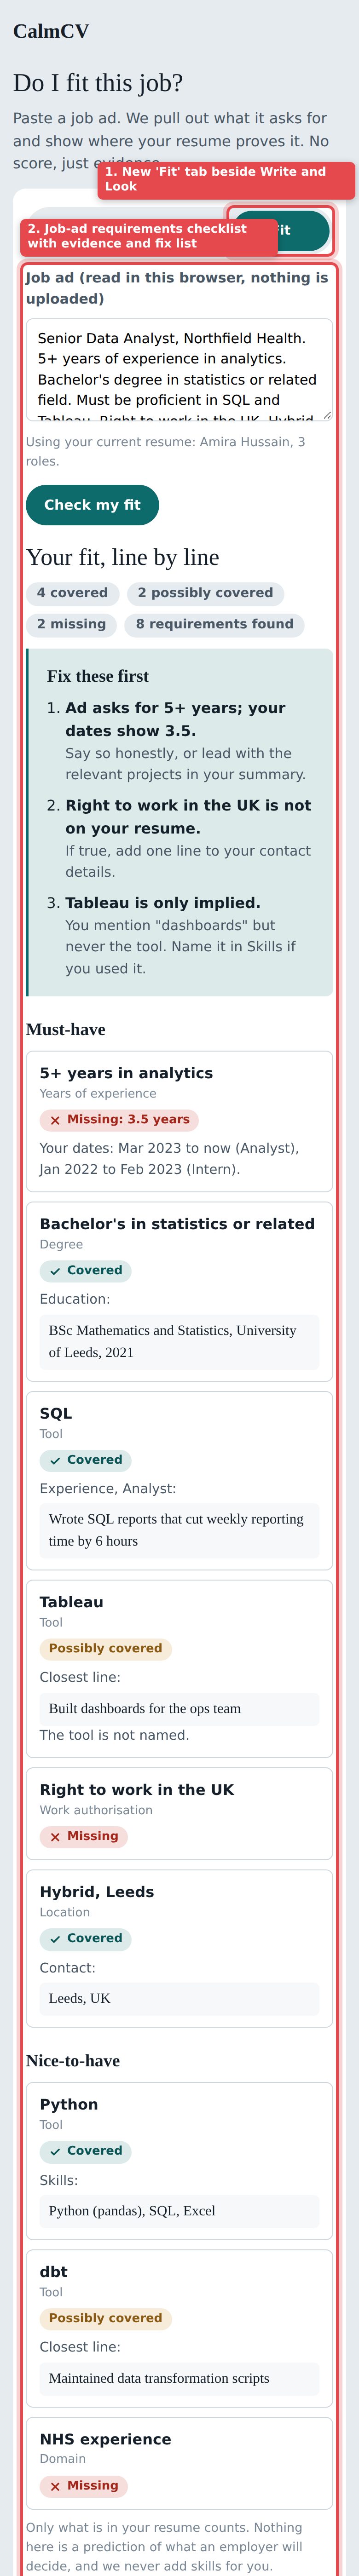 CalmCV
Do I fit this job?
Paste a job ad. We pull out what it asks for
and show where your resume proves it. No
score, just evidence.
1. New 'Fit' tab beside Write and
Look
2. Job-ad requirements checklist
with evidence and fix list
Fit
Job ad (read in this browser, nothing is
uploaded)
Senior Data Analyst, Northfield Health.
5+ years of experience in analytics.
Bachelor's degree in statistics or related
field. Must be proficient in SQL and
Tableau. Right to work in the UK. Hybrid
Using your current resume: Amira Hussain, 3
roles.
Check my fit
Your fit, line by line
4 covered
2 possibly covered
2 missing
8 requirements found
Fix these first
1. Ad asks for 5+ years; your
dates show 3.5.
Say so honestly, or lead with the
relevant projects in your summary.
2. Right to work in the UK is not
on your resume.
If true, add one line to your contact
details.
3. Tableau is only implied.
You mention "dashboards" but
never the tool. Name it in Skills if
you used it.
Must-have
5+ years in analytics
Years of experience
✕ Missing: 3.5 years
Your dates: Mar 2023 to now (Analyst),
Jan 2022 to Feb 2023 (Intern).
Bachelor's in statistics or related
Degree
✓ Covered
Education:
BSc Mathematics and Statistics, University
of Leeds, 2021
SQL
Tool
✓ Covered
Experience, Analyst:
Wrote SQL reports that cut weekly reporting
time by 6 hours
Tableau
Tool
Possibly covered
Closest line:
Built dashboards for the ops team
The tool is not named.
Right to work in the UK
Work authorisation
✕ Missing
Hybrid, Leeds
Location
✓ Covered
Contact:
Leeds, UK
Nice-to-have
Python
Tool
✓ Covered
Skills:
Python (pandas), SQL, Excel
dbt
Tool
Possibly covered
Closest line:
Maintained data transformation scripts
NHS experience
Domain
✕ Missing
Only what is in your resume counts. Nothing
here is a prediction of what an employer will
decide, and we never add skills for you.